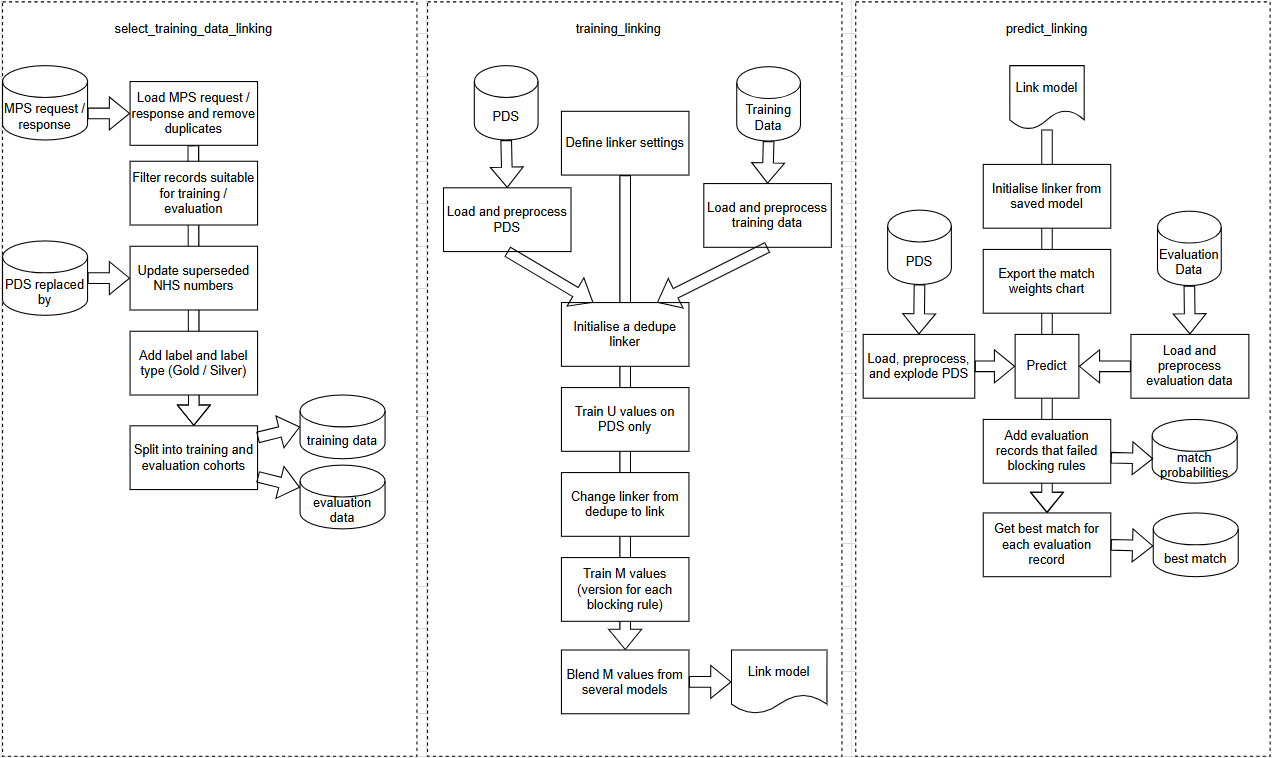 select_training_data_linking
MPS request /
response
Load MPS request /
response and remove
duplicates
Filter records suitable
for training /
evaluation
PDS replaced
by
Update superseded
NHS numbers
Add label and label
type (Gold / Silver)
Split into training and
evaluation cohorts
training data
evaluation
data
training_linking
PDS
Define linker settings
Training
Data
Load and preprocess
PDS
Load and preprocess
training data
Initialise a dedupe
linker
Train U values on
PDS only
Change linker from
dedupe to link
Train M values
(version for each
blocking rule)
Blend M values from
several models
Link model
predict_linking
Link model
Initialise linker from
saved model
PDS
Export the match
weights chart
Evaluation
Data
Load, preprocess,
and explode PDS
Predict
Load and
preprocess
evaluation data
Add evaluation
records that failed
blocking rules
match
probabilities
Get best match for
each evaluation
record
best match